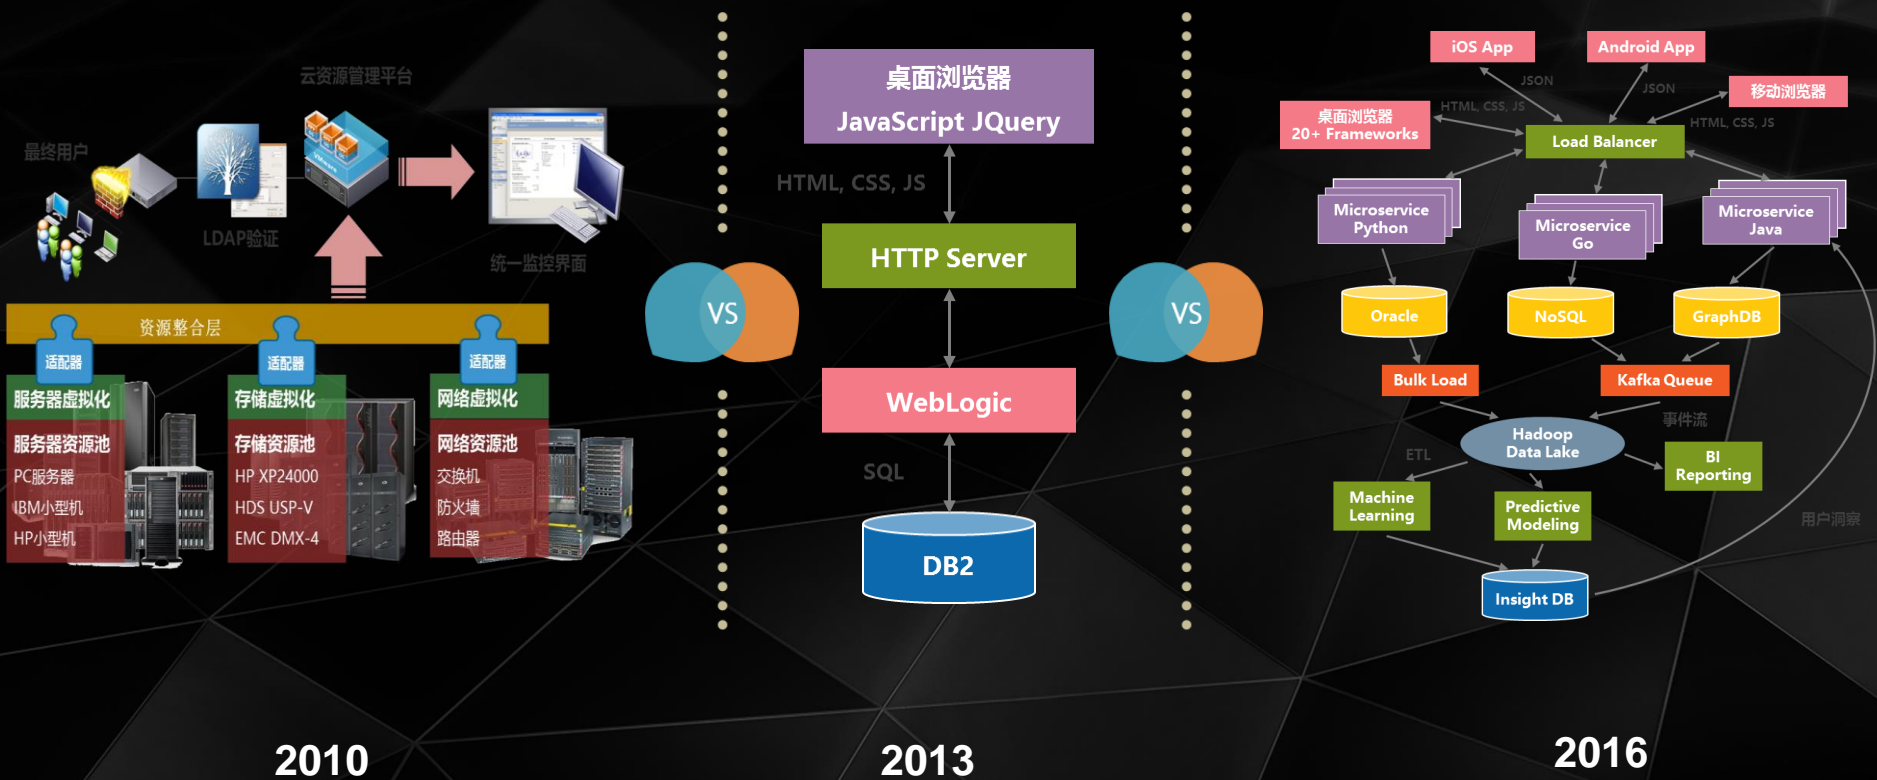 云资源管理平台
最终用户
VMware
LDAP验证
统一监控界面
资源整合层
适配器
适配器
适配器
服务器虚拟化
服务器资源池
PC服务器
IBM小型机
HP小型机
存储虚拟化
存储资源池
HP XP24000
HDS USP-V
EMC DMX-4
网络虚拟化
网络资源池
交换机
防火墙
路由器
2010
VS
桌面浏览器
JavaScript JQuery
HTML, CSS, JS
HTTP Server
WebLogic
SQL
DB2
2013
VS
iOS App
Android App
JSON
JSON
移动浏览器
桌面浏览器
20+ Frameworks
HTML, CSS, JS
HTML, CSS, JS
Load Balancer
Microservice
Python
Microservice
Go
Microservice
Java
Oracle
NoSQL
GraphDB
Bulk Load
Kafka Queue
事件流
Hadoop
Data Lake
ETL
BI
Reporting
Machine
Learning
Predictive
Modeling
用户洞察
Insight DB
2016